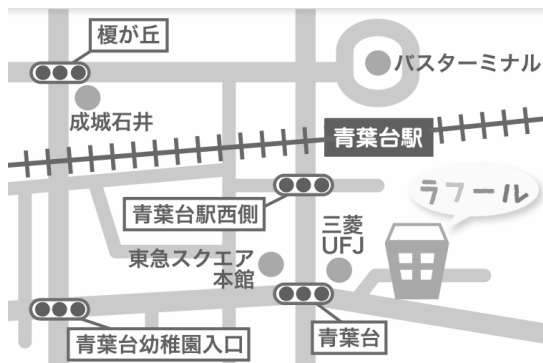 榎が丘
バスターミナル
成城石井
青葉台駅
ラフール
青葉台駅西側
三菱
UFJ
東急スクエア
本館
青葉台
青葉台幼稚園入口